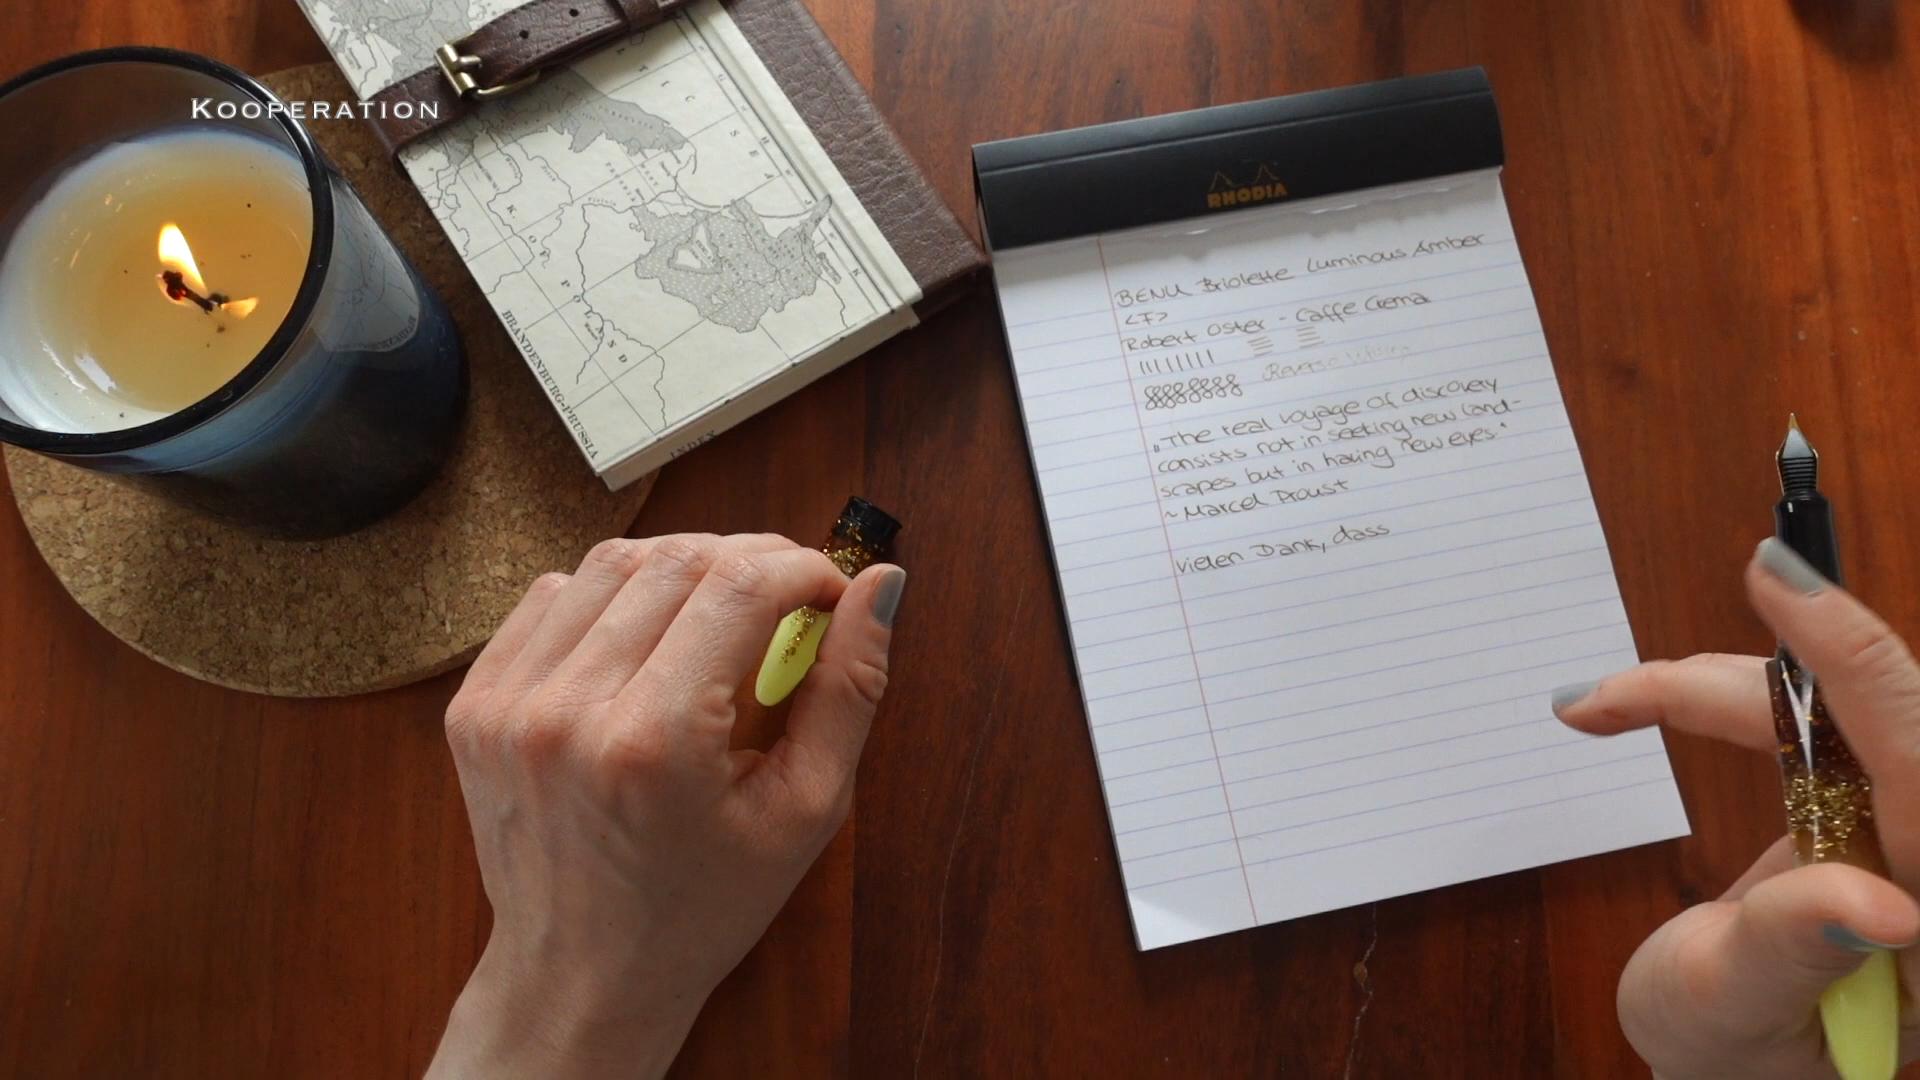 KOOPERATION
RHODIA
BENU Briolette Luminous Amber
<F>
Robert Oster - Caffe Crema
Reverse Writing
„The real voyage of discovery
consists not in seeting new land-
scapes but in having new eyes."
~ Marcel Proust
Vielen Dank, dass
POLAND
BRANDENBURG-PRUSSIA
INDEX